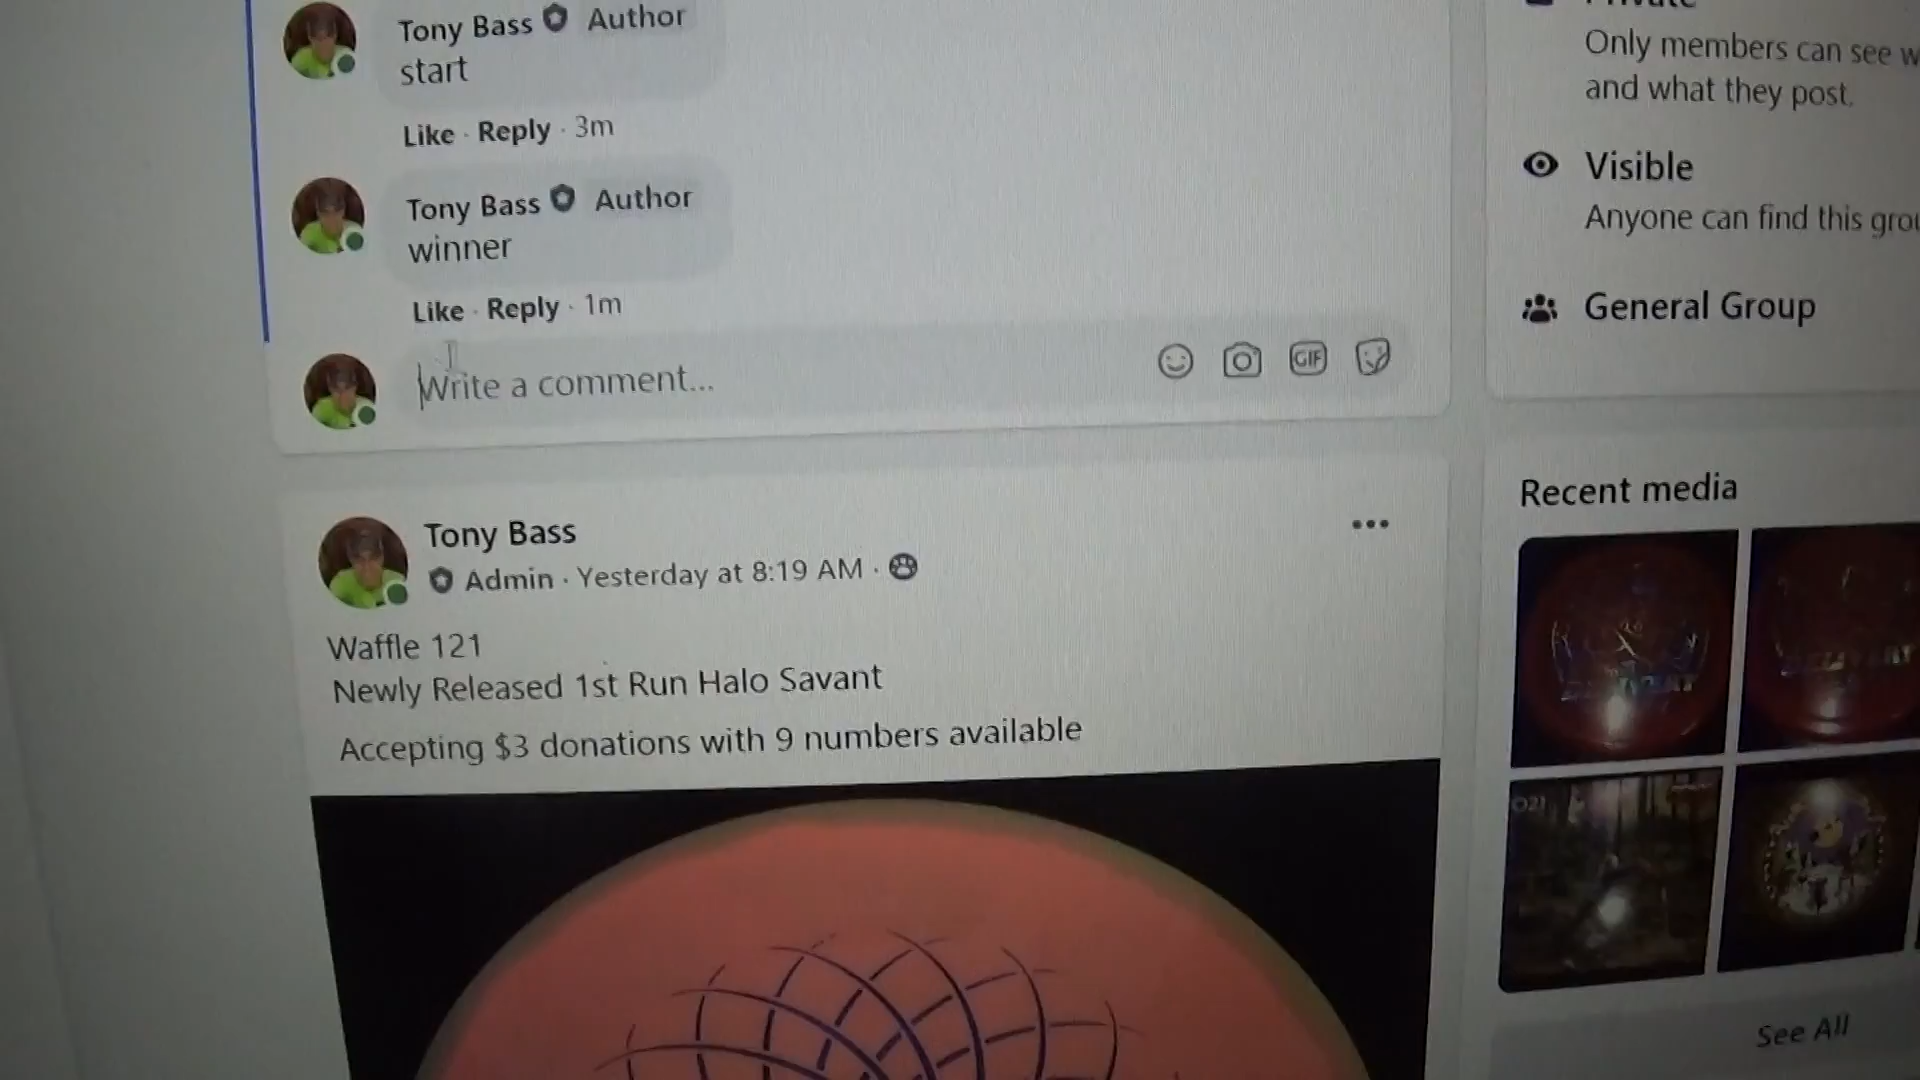 Tony Bass Author
start
Like · Reply · 3m
Tony Bass Author
winner
Like · Reply · 1m
Write a comment...
GIF
Tony Bass
Admin · Yesterday at 8:19 AM ·
Waffle 121
Newly Released 1st Run Halo Savant
Accepting $3 donations with 9 numbers available
Private
Only members can see w
and what they post.
Visible
Anyone can find this grou
General Group
Recent media
See All